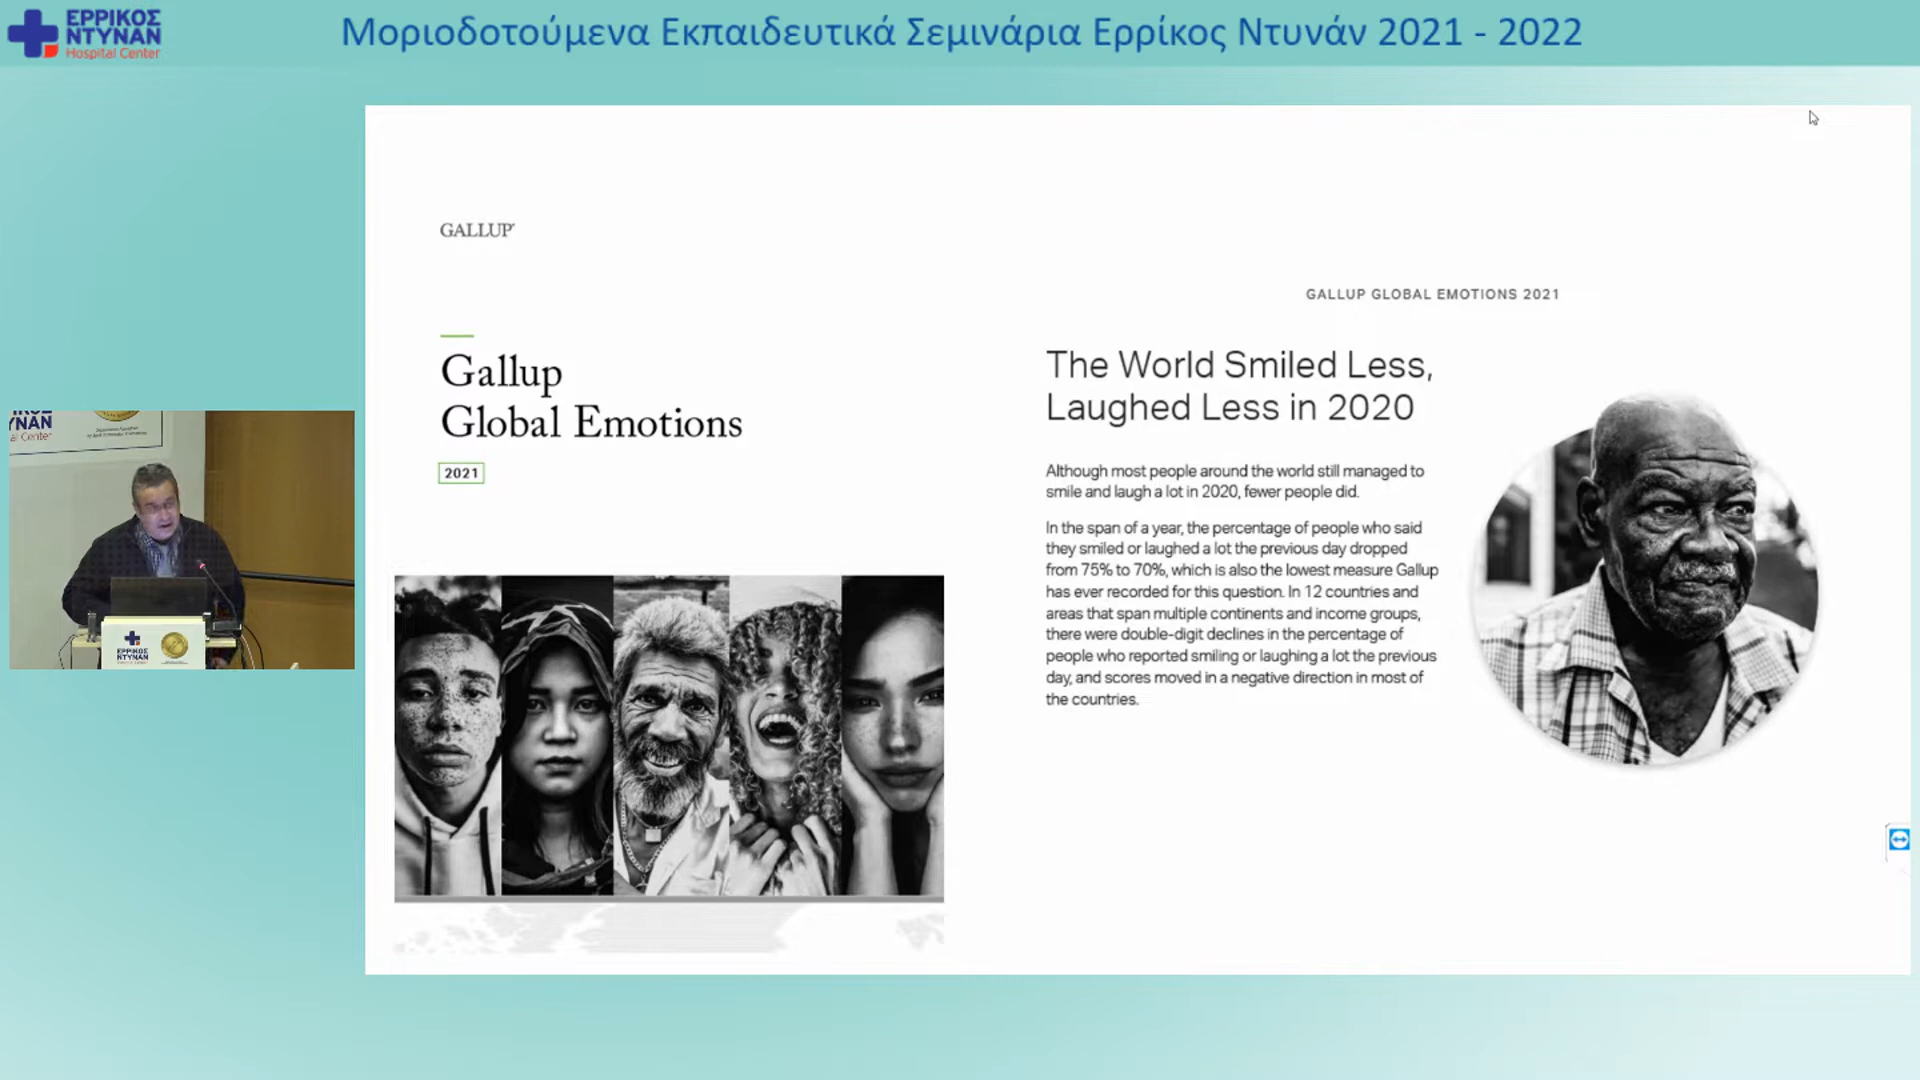 ΕΡΡΙΚΟΣ
ΝΤΥΝΑΝ
Hospital Center
Μοριοδοτούμενα Εκπαιδευτικά Σεμινάρια Ερρίκος Ντυνάν 2021 - 2022
GALLUP
Gallup
Global Emotions
2021
GALLUP GLOBAL EMOTIONS 2021
The World Smiled Less,
Laughed Less in 2020
Although most people around the world still managed to
smile and laugh a lot in 2020, fewer people did.
In the span of a year, the percentage of people who said
they smiled or laughed a lot the previous day dropped
from 75% to 70%, which is also the lowest measure Gallup
has ever recorded for this question. In 12 countries and
areas that span multiple continents and income groups,
there were double-digit declines in the percentage of
people who reported smiling or laughing a lot the previous
day, and scores moved in a negative direction in most of
the countries.
ΥΝΑΝ
al Center
ΕΡΡΙΚΟΣ
ΝΤΥΝΑΝ